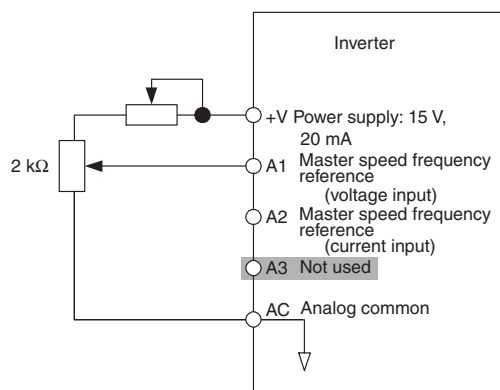 Inverter
+V Power supply: 15 V,
20 mA
2 kΩ
A1 Master speed frequency
reference
(voltage input)
A2 Master speed frequency
reference
(current input)
A3 Not used
AC Analog common